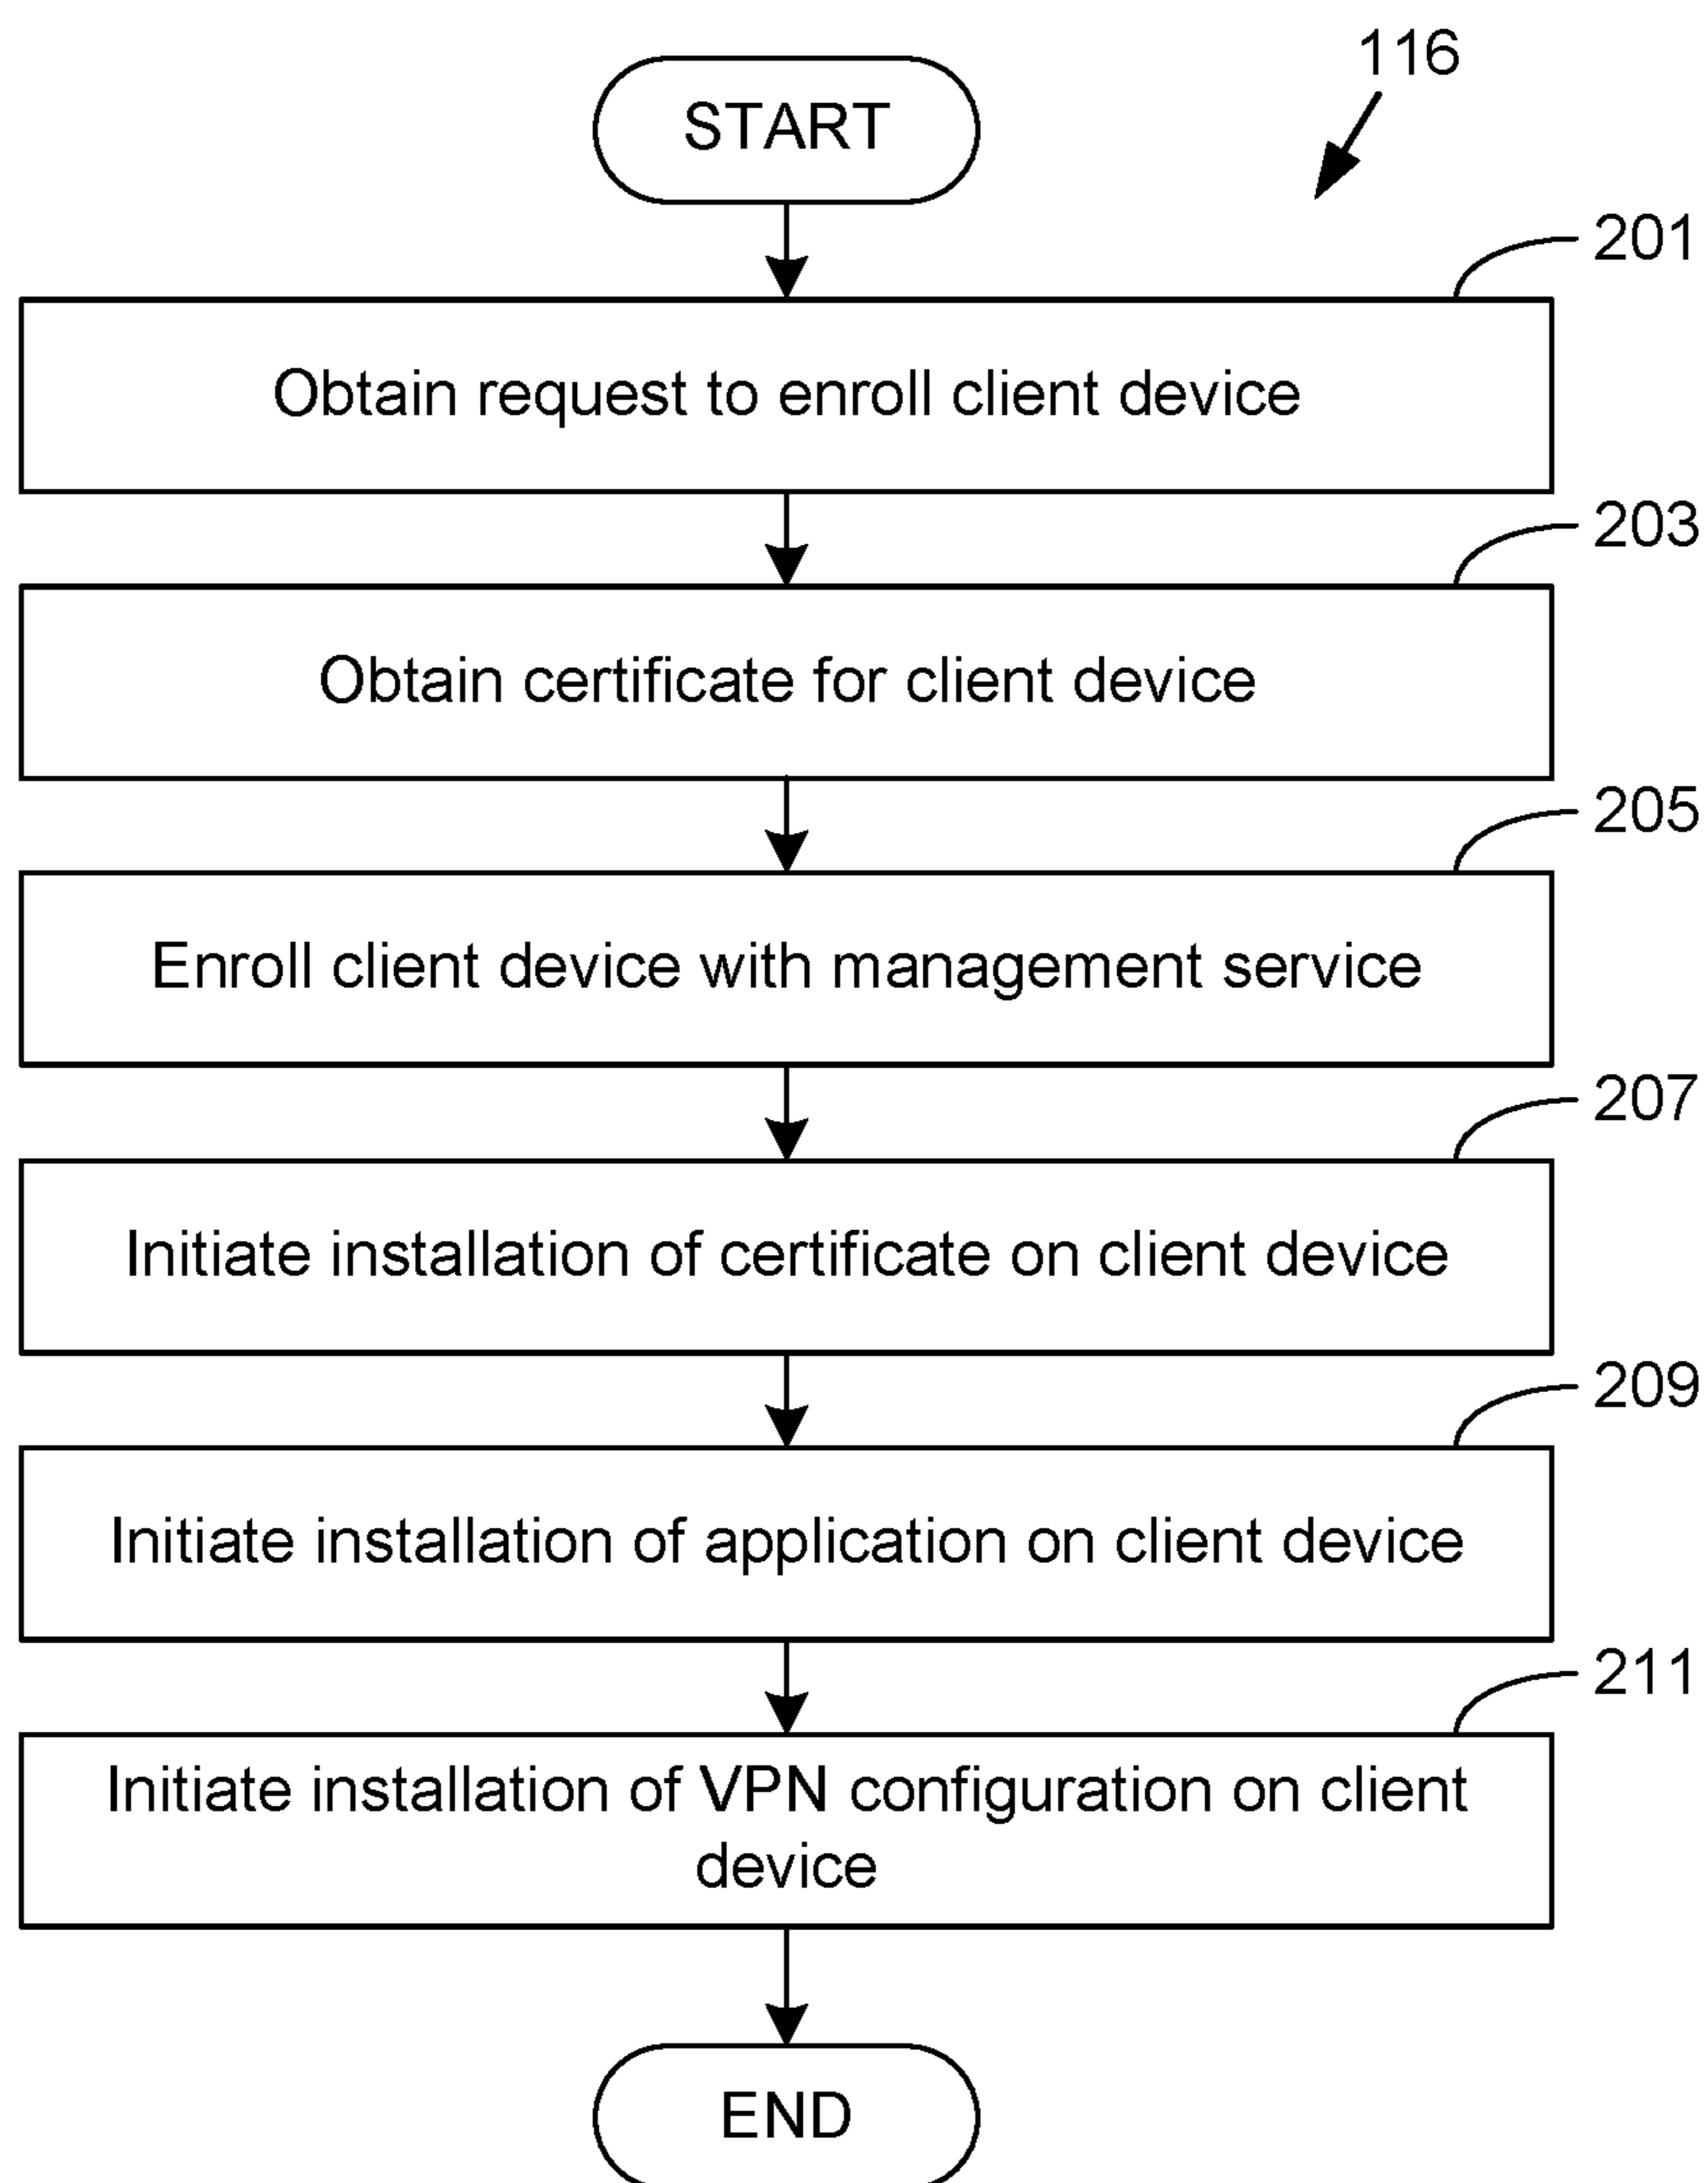 116
START
201
Obtain request to enroll client device
203
Obtain certificate for client device
205
Enroll client device with management service
207
Initiate installation of certificate on client device
209
Initiate installation of application on client device
211
Initiate installation of VPN configuration on client
device
END